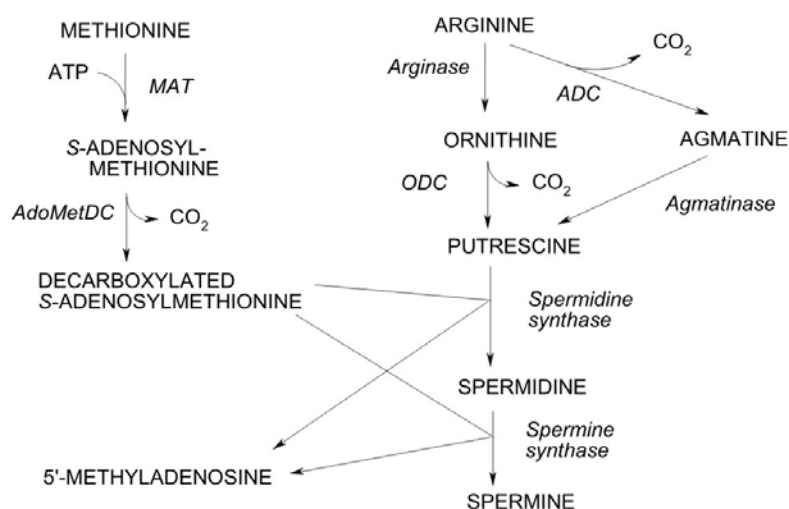 METHIONINE
ARGININE
CO2
ATP
MAT
Arginase
ADC
S-ADENOSYL-
METHIONINE
ORNITHINE
AGMATINE
AdoMetDC
CO2
ODC
CO2
Agmatinase
PUTRESCINE
DECARBOXYLATED
S-ADENOSYLMETHIONINE
Spermidine
synthase
SPERMIDINE
Spermine
synthase
5'-METHYLADENOSINE
SPERMINE